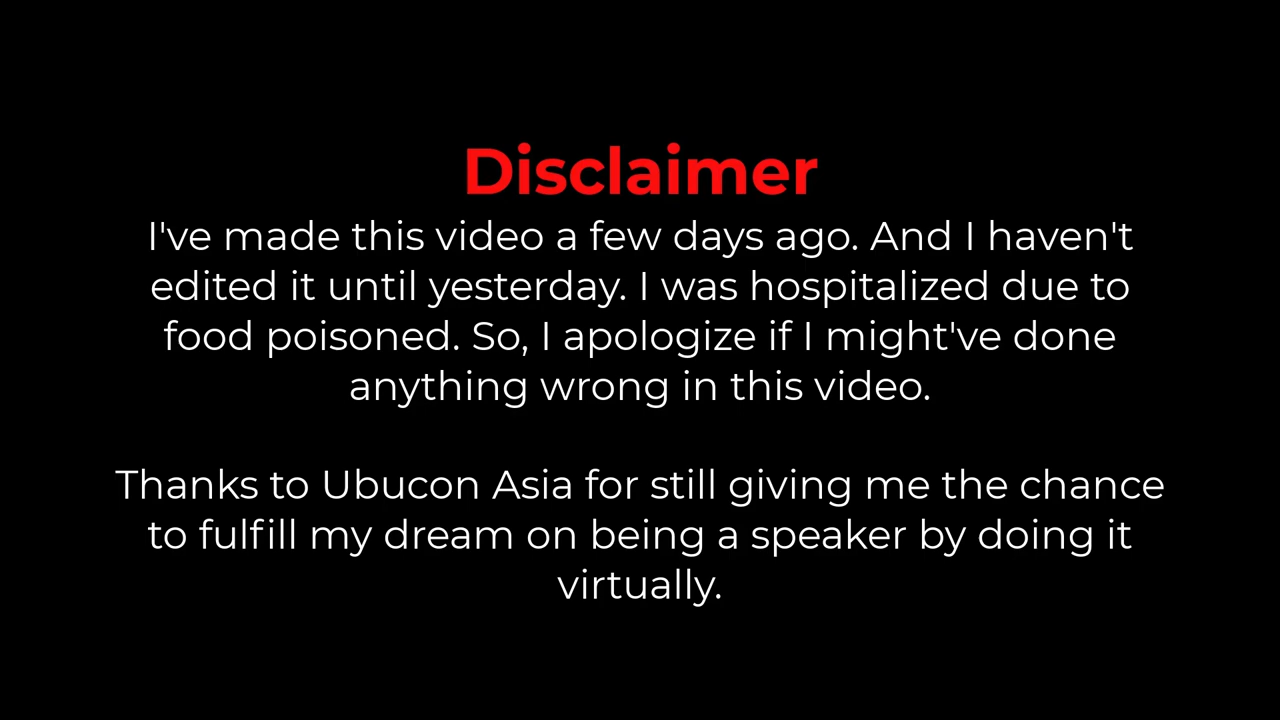 Disclaimer
I've made this video a few days ago. And I haven't
edited it until yesterday. I was hospitalized due to
food poisoned. So, I apologize if I might've done
anything wrong in this video.
Thanks to Ubucon Asia for still giving me the chance
to fulfill my dream on being a speaker by doing it
virtually.